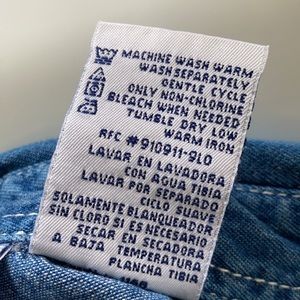 MACHINE WASH WARM
WASH SEPARATELY
GENTLE CYCLE
ONLY NON-CHLORINE
BLEACH WHEN NEEDED
TUMBLE DRY LOW
WARM IRON
RFC #910911-9L0
LAVAR EN LAVADORA
CON AGUA TIBIA
LAVAR POR SEPARADO
CICLO SUAVE
SOLAMENTE BLANQUEADOR
SIN CLORO SI ES NECESARIO
SECAR EN SECADORA
A BAJA TEMPERATURA
PLANCHA TIBIA